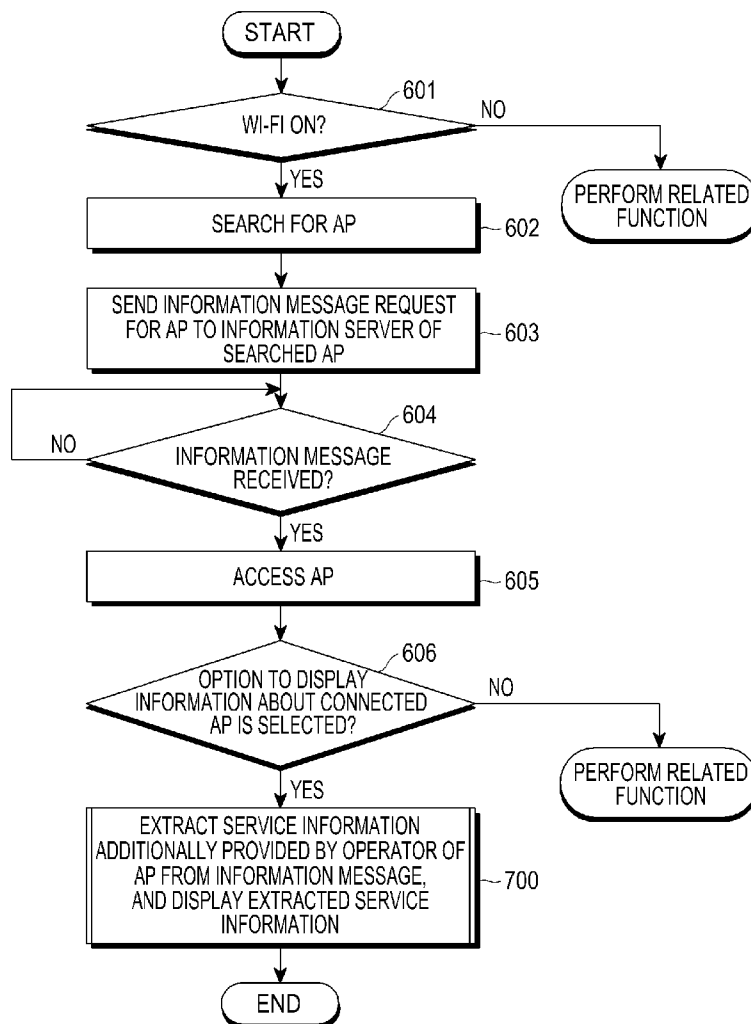 START
601
WI-FI ON?
NO
YES
PERFORM RELATED
FUNCTION
SEARCH FOR AP
602
SEND INFORMATION MESSAGE REQUEST
FOR AP TO INFORMATION SERVER OF
SEARCHED AP
603
604
NO
INFORMATION MESSAGE
RECEIVED?
YES
ACCESS AP
605
606
OPTION TO DISPLAY
INFORMATION ABOUT CONNECTED
AP IS SELECTED?
NO
YES
PERFORM RELATED
FUNCTION
EXTRACT SERVICE INFORMATION
ADDITIONALLY PROVIDED BY OPERATOR OF
AP FROM INFORMATION MESSAGE,
AND DISPLAY EXTRACTED SERVICE
INFORMATION
700
END